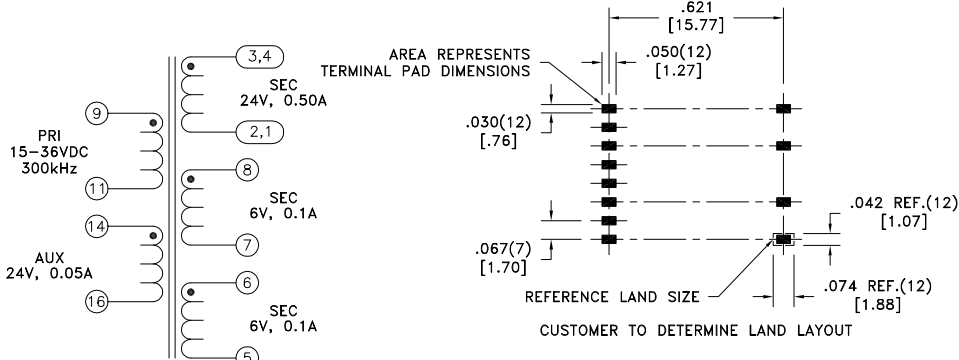 3,4
SEC
24V, 0.50A
2,1
9
PRI
15-36VDC
300kHz
11
8
SEC
6V, 0.1A
7
14
AUX
24V, 0.05A
16
6
SEC
6V, 0.1A
5
.621
[15.77]
AREA REPRESENTS
TERMINAL PAD DIMENSIONS
.050(12)
[1.27]
.030(12)
[.76]
.042 REF.(12)
[1.07]
.067(7)
[1.70]
.074 REF.(12)
[1.88]
REFERENCE LAND SIZE
CUSTOMER TO DETERMINE LAND LAYOUT